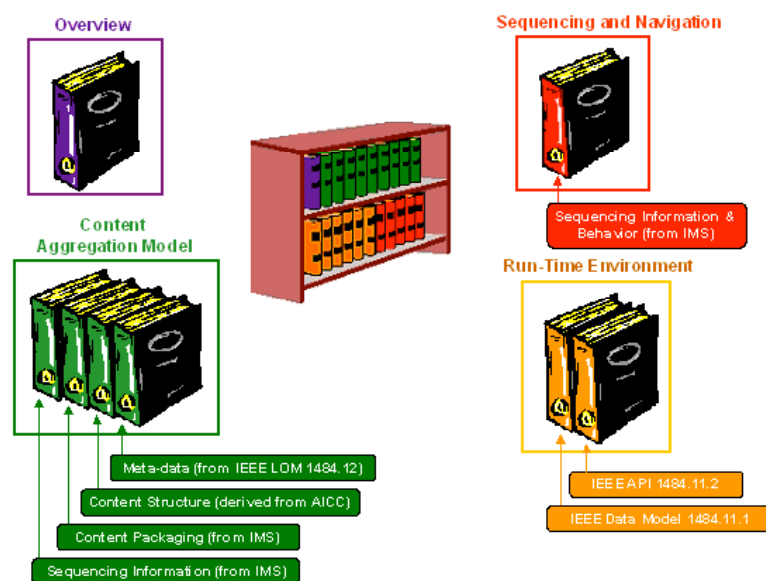 Overview
Sequencing and Navigation
Sequencing Information &
Behavior (from IMS)
Content
Aggregation Model
Run-Time Environment
Meta-data (from IEEE LOM 1484.12)
Content Structure (derived from AICC)
Content Packaging (from IMS)
Sequencing Information (from IMS)
IEEE API 1484.11.2
IEEE Data Model 1484.11.1